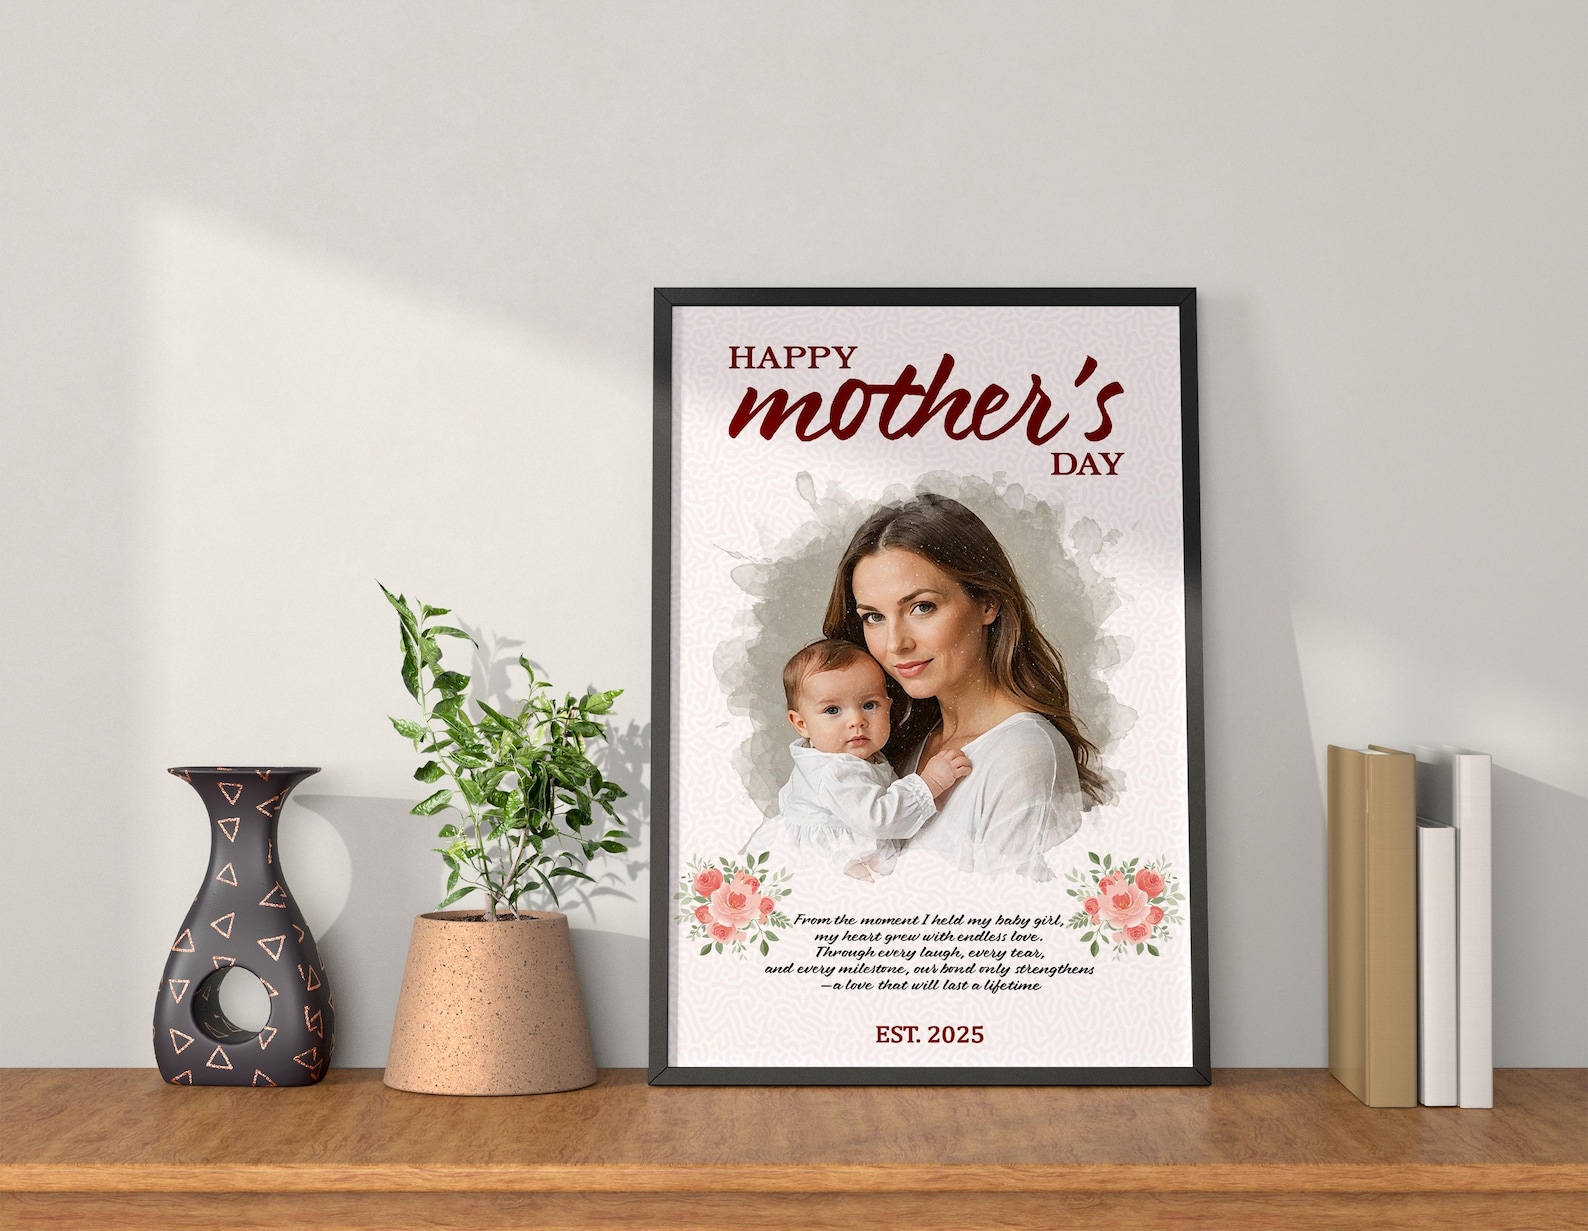 HAPPY
mother's
DAY
From the moment I held my baby girl,
my heart grew with endless love.
Through every laugh, every tear,
and every milestone, our bond only strengthens
—a love that will last a lifetime
EST. 2025